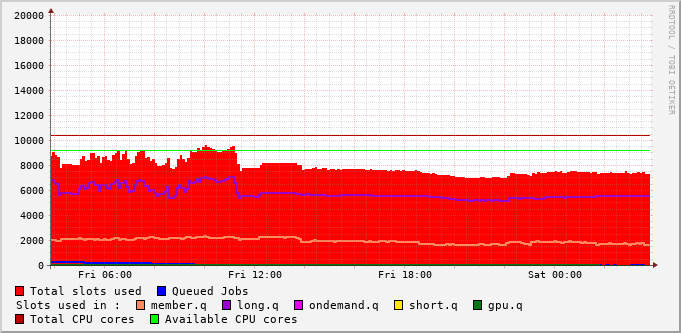 20000
18000
16000
14000
12000
10000
8000
6000
4000
2000
0
Fri 06:00 Fri 12:00 Fri 18:00 Sat 00:00
RRDTOOL / TOBI OETIKER
Total slots used Queued Jobs
Slots used in : member.q long.q ondemand.q short.q gpu.q
Total CPU cores Available CPU cores